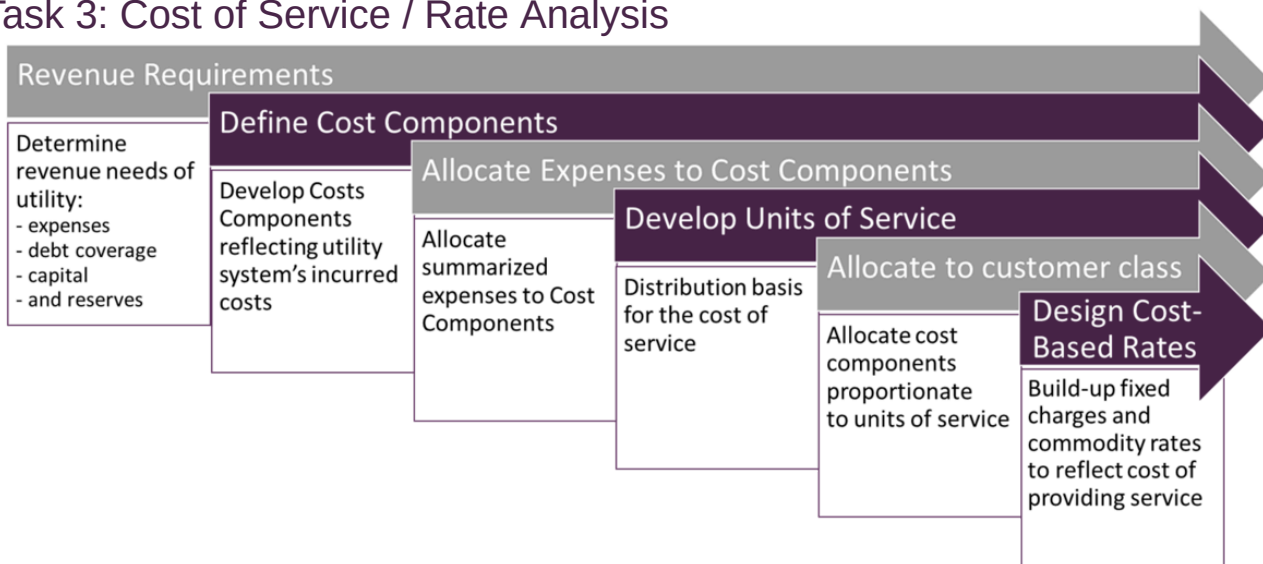 Task 3: Cost of Service / Rate Analysis
Revenue Requirements
Determine
revenue needs of
utility:
- expenses
- debt coverage
- capital
- and reserves
Define Cost Components
Develop Costs
Components
reflecting utility
system's incurred
costs
Allocate Expenses to Cost Components
Allocate
summarized
expenses to Cost
Components
Develop Units of Service
Distribution basis
for the cost of
service
Allocate to customer class
Allocate cost
components
proportionate
to units of service
Design Cost-
Based Rates
Build-up fixed
charges and
commodity rates
to reflect cost of
providing service